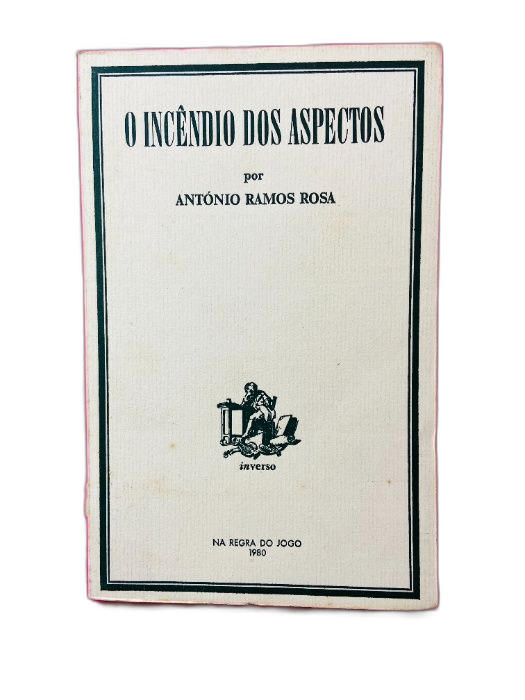 O INCÊNDIO DOS ASPECTOS
por
ANTÓNIO RAMOS ROSA
inverso
NA REGRA DO JOGO
1980